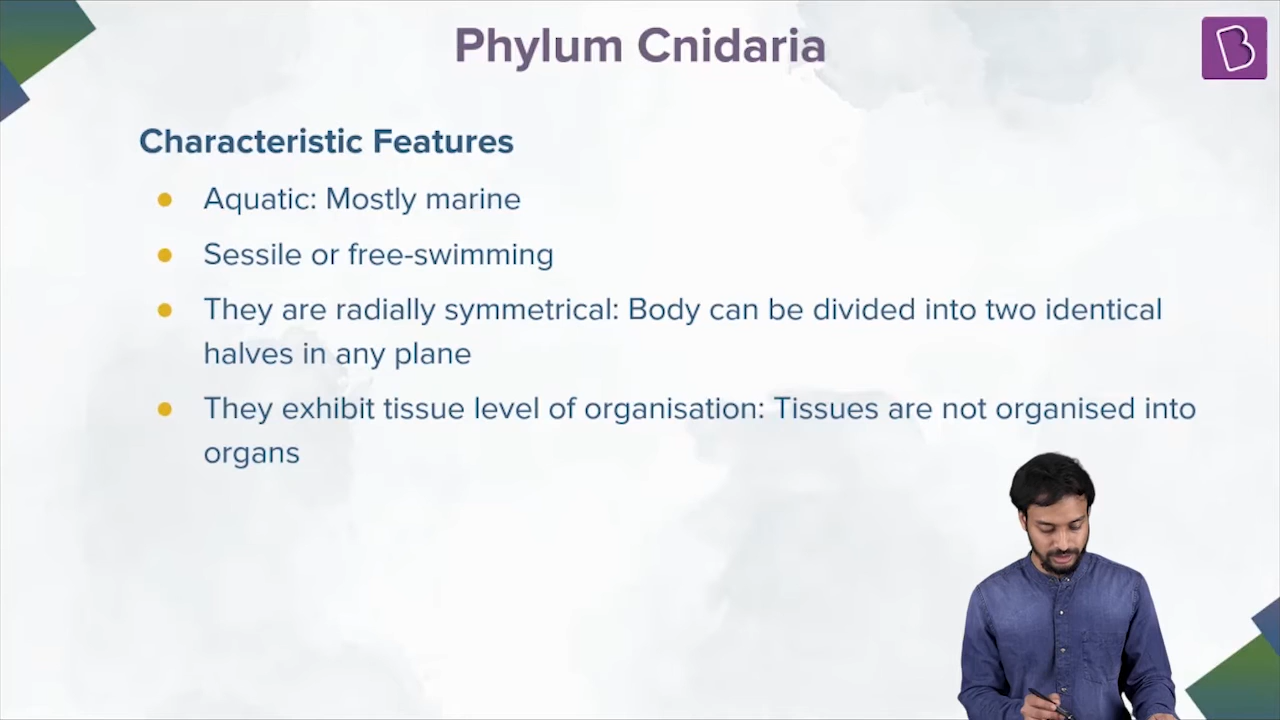 Phylum Cnidaria
B
Characteristic Features
● Aquatic: Mostly marine
● Sessile or free-swimming
● They are radially symmetrical: Body can be divided into two identical
halves in any plane
● They exhibit tissue level of organisation: Tissues are not organised into
organs